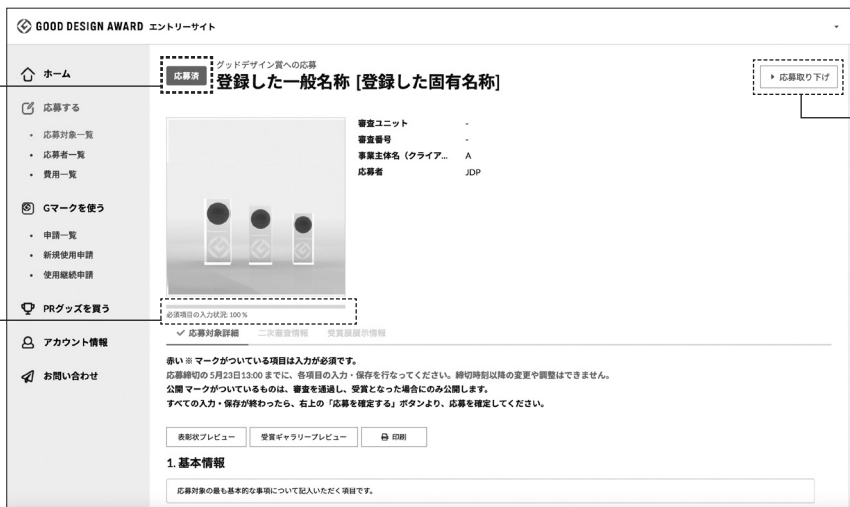 GOOD DESIGN AWARD エントリーサイト
ホーム
応募する
応募対象一覧
応募者一覧
費用一覧
Gマークを使う
申請一覧
新規使用申請
使用継続申請
PRグッズを買う
アカウント情報
お問い合わせ
グッドデザイン賞への応募
応募済 登録した一般名称 [登録した固有名称]
応募取り下げ
審査ユニット -
審査番号 -
事業主体名(クライア... A
応募者 JDP
必須項目の入力状況: 100 %
応募対象詳細 二次審査情報 受賞展展示情報
赤い ※ マークがついている項目は入力が必須です。
応募締切の 5月23日13:00 までに、各項目の入力・保存を行なってください。締切時刻以降の変更や調整はできません。
公開 マークがついているものは、審査を通過し、受賞となった場合にのみ公開します。
すべての入力・保存が終わったら、右上の「応募を確定する」ボタンより、応募を確定してください。
表彰状プレビュー 受賞ギャラリープレビュー 印刷
1. 基本情報
応募対象の最も基本的な事項について記入いただく項目です。